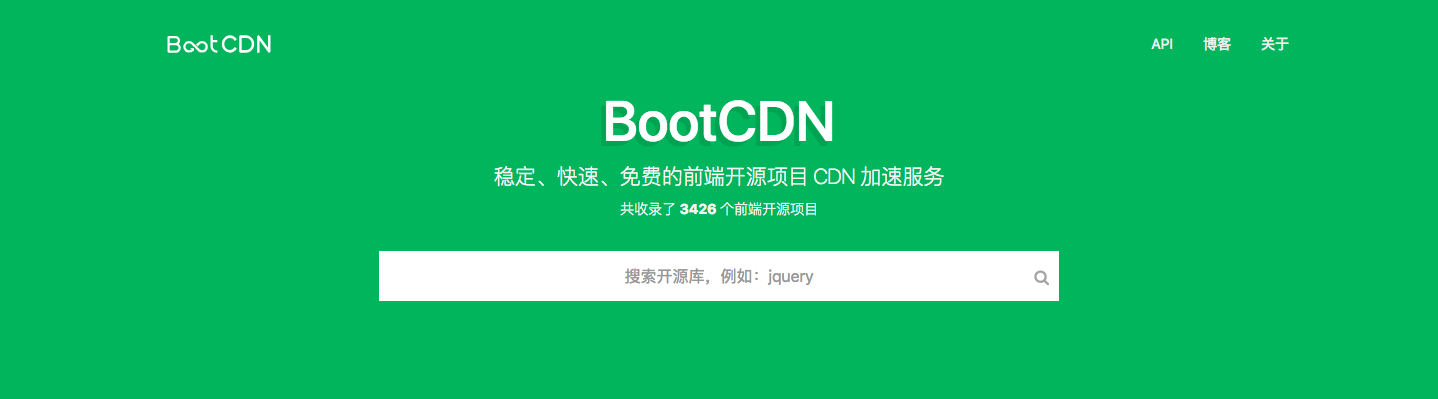 BootCDN
API 博客 关于
BootCDN
稳定、快速、免费的前端开源项目 CDN 加速服务
共收录了 3426 个前端开源项目
搜索开源库，例如：jquery